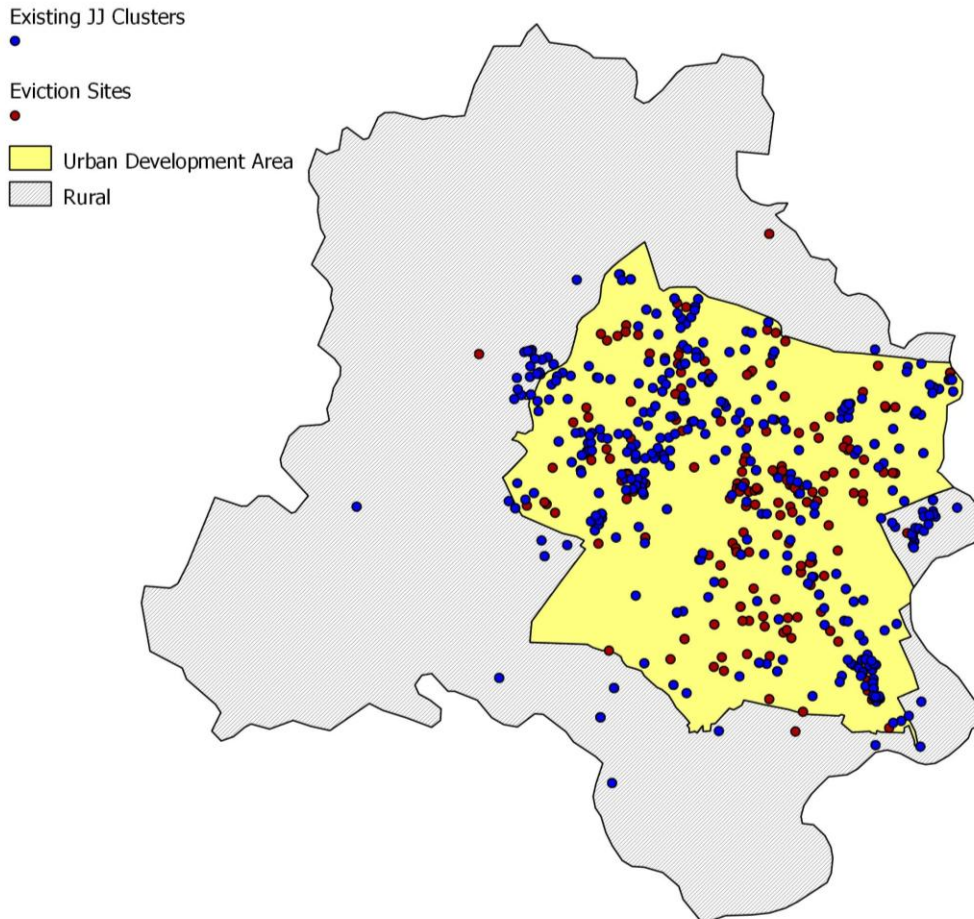 Existing JJ Clusters
Eviction Sites
Urban Development Area
Rural